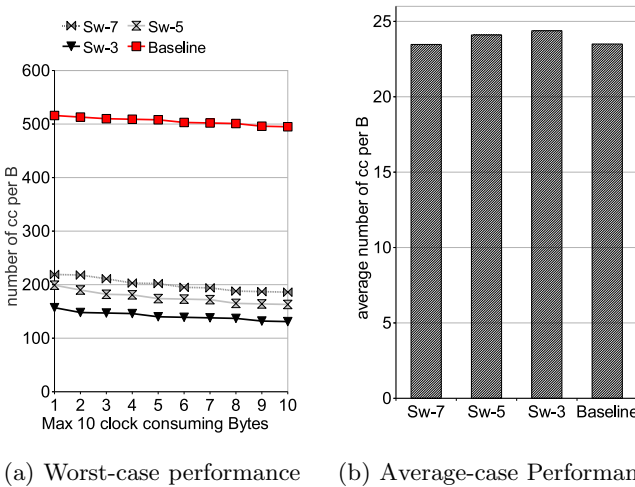 Sw-7 Sw-5
Sw-3 Baseline
600
500
400
300
200
100
0
number of cc per B
1 2 3 4 5 6 7 8 9 10
Max 10 clock consuming Bytes
(a) Worst-case performance
25
20
15
10
5
0
average number of cc per B
Sw-7 Sw-5 Sw-3 Baseline
(b) Average-case Performan